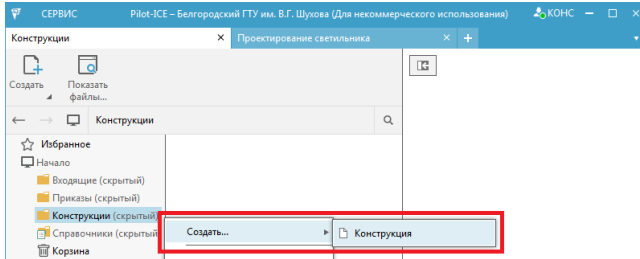 СЕРВИС Pilot-ICE – Белгородский ГТУ им. В.Г. Шухова (Для некоммерческого использования) КОНС
Конструкции Проектирование светильника
Создать Показать файлы...
Конструкции
Избранное
Начало
Входящие (скрытый)
Приказы (скрытый)
Конструкции (скрытый)
Справочники (скрытый
Корзина
Создать... Конструкция